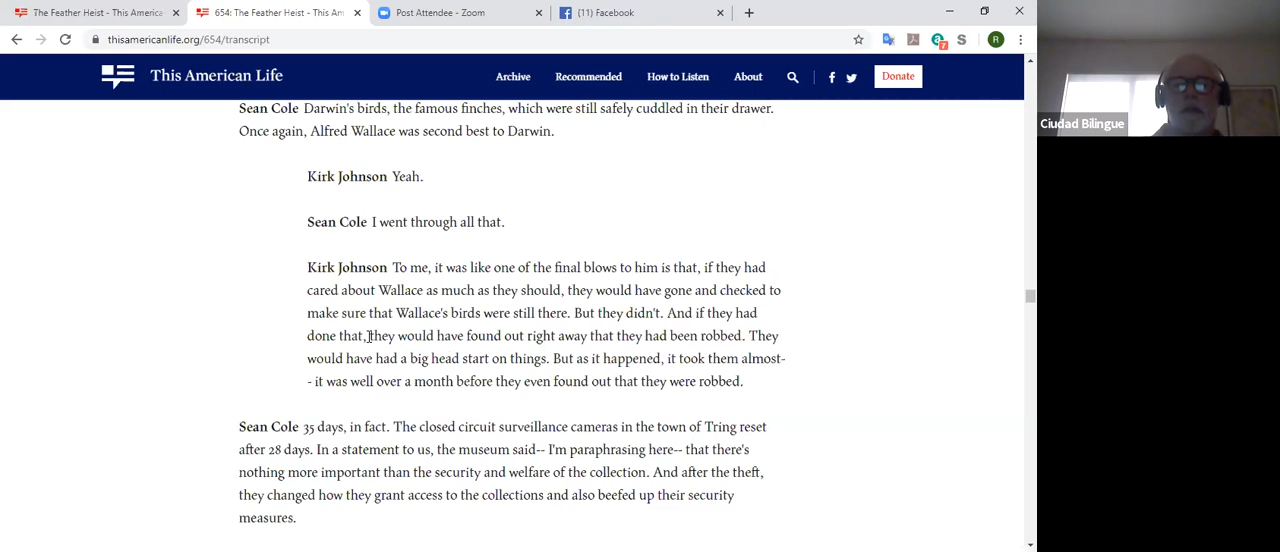 The Feather Heist - This America
654: The Feather Heist - This Am
Post Attendee - Zoom
(11) Facebook
thisamericanlife.org/654/transcript
7
R
This American Life
Archive
Recommended
How to Listen
About
Donate
Sean Cole Darwin's birds, the famous finches, which were still safely cuddled in their drawer.
Once again, Alfred Wallace was second best to Darwin.
Kirk Johnson Yeah.
Sean Cole I went through all that.
Kirk Johnson To me, it was like one of the final blows to him is that, if they had
cared about Wallace as much as they should, they would have gone and checked to
make sure that Wallace's birds were still there. But they didn't. And if they had
done that, they would have found out right away that they had been robbed. They
would have had a big head start on things. But as it happened, it took them almost-
- it was well over a month before they even found out that they were robbed.
Sean Cole 35 days, in fact. The closed circuit surveillance cameras in the town of Tring reset
after 28 days. In a statement to us, the museum said-- I'm paraphrasing here-- that there's
nothing more important than the security and welfare of the collection. And after the theft,
they changed how they grant access to the collections and also beefed up their security
measures.
Ciudad Bilingue